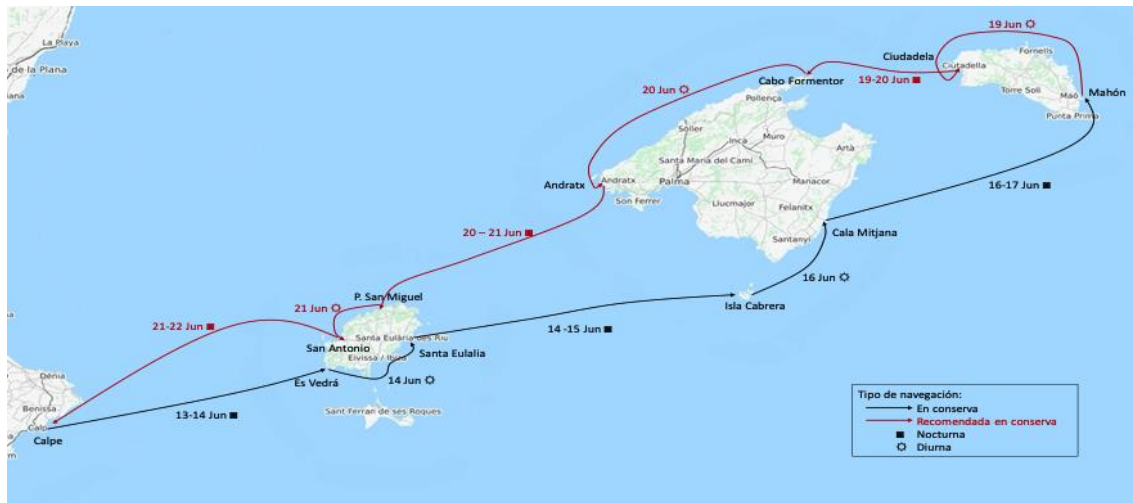 La Playa
o de la Plana
niana
19 Jun
Ciudadela
Fornells
Ciutadella
Cabo Formentor
19-20 Jun
Torre Soli
Maó
Mahón
20 Jun
Pollença
Punta Prima
Sóller
Inca
Muro
Artà
Santa Maria del Camí
Andratx
Andratx
Palma
Manacor
16-17 Jun
Son Ferrer
Llucmajor
Felanitx
Santanyí
Cala Mitjana
20 – 21 Jun
16 Jun
P. San Miguel
21 Jun
Isla Cabrera
21-22 Jun
14 -15 Jun
Santa Eulària des Riu
San Antonio
Santa Eulalia
Eivissa / Ibiza
Dénia
Es Vedrá
14 Jun
Benissa
Tipo de navegación:
En conserva
13-14 Jun
Sant Ferran de ses Roques
Recomendada en conserva
Calp
Nocturna
Calpe
Diurna